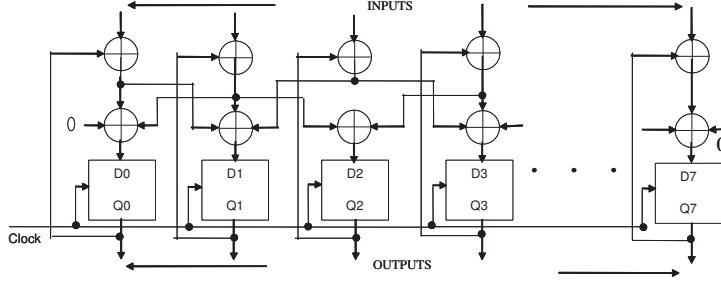 INPUTS
0
0
D0
D1
D2
D3
D7
Q0
Q1
Q2
Q3
Q7
Clock
OUTPUTS